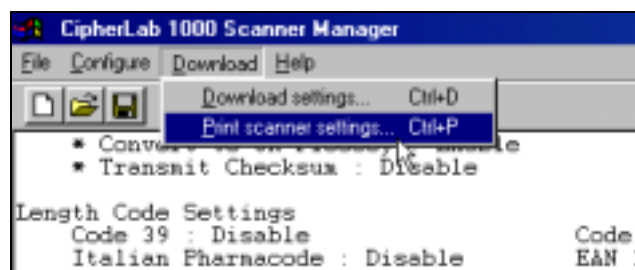 CipherLab 1000 Scanner Manager
File Configure Download Help
Download settings... Ctrl+D
Print scanner settings... Ctrl+P
* Transmit Checksum : Disable
Length Code Settings
Code 39 : Disable Code
Italian Pharmacode : Disable EAN